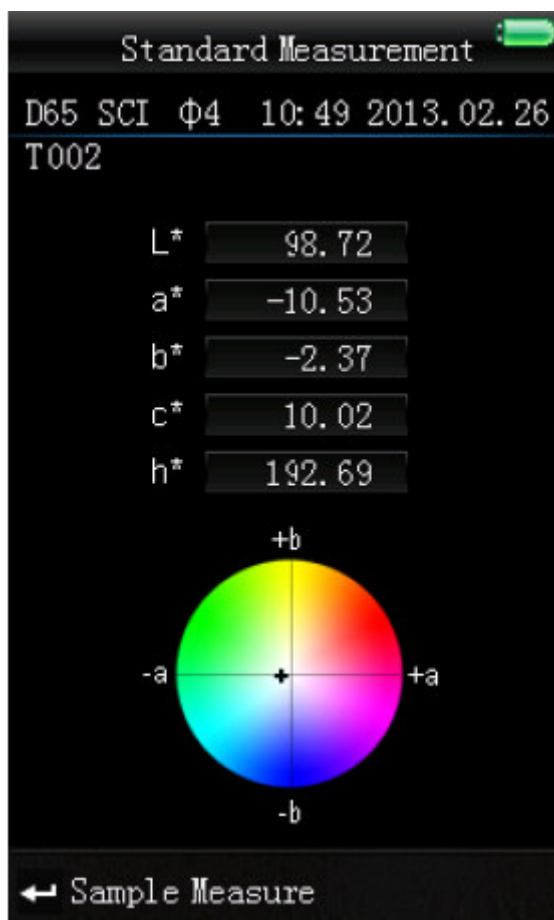 Standard Measurement
D65 SCI Φ4 10:49 2013.02.26
T002
L* 98.72
a* -10.53
b* -2.37
c* 10.02
h* 192.69
+b
-a +a
-b
Sample Measure